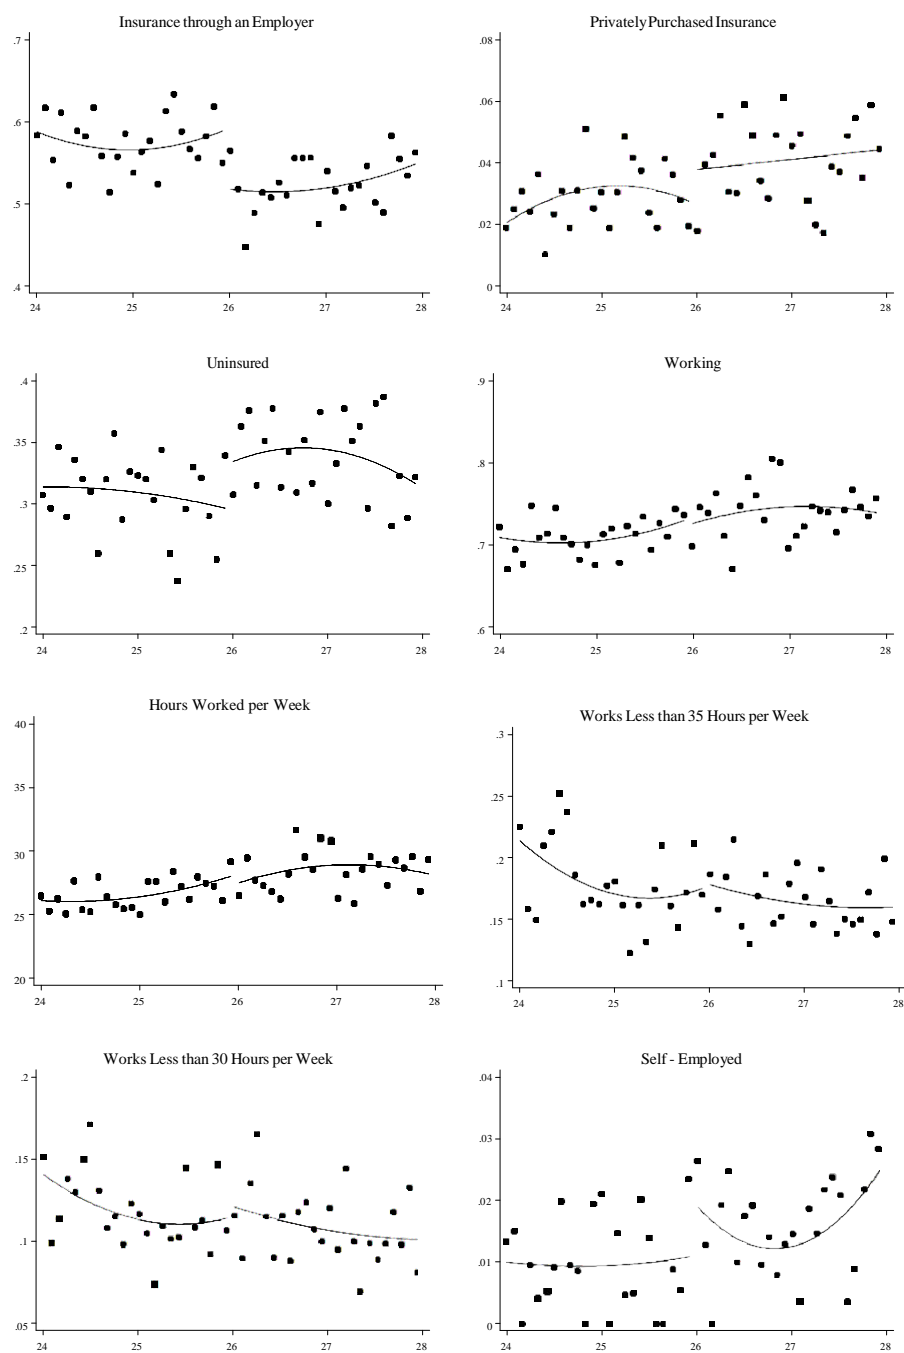 Insurance through an Employer
.7
.6
.5
.4
24 25 26 27 28
Privately Purchased Insurance
.08
.06
.04
.02
0
24 25 26 27 28
Uninsured
.4
.35
.3
.25
.2
24 25 26 27 28
Working
.9
.8
.7
.6
24 25 26 27 28
Hours Worked per Week
40
35
30
25
20
24 25 26 27 28
Works Less than 35 Hours per Week
.3
.25
.2
.15
.1
24 25 26 27 28
Works Less than 30 Hours per Week
.2
.15
.1
.05
24 25 26 27 28
Self - Employed
.04
.03
.02
.01
0
24 25 26 27 28